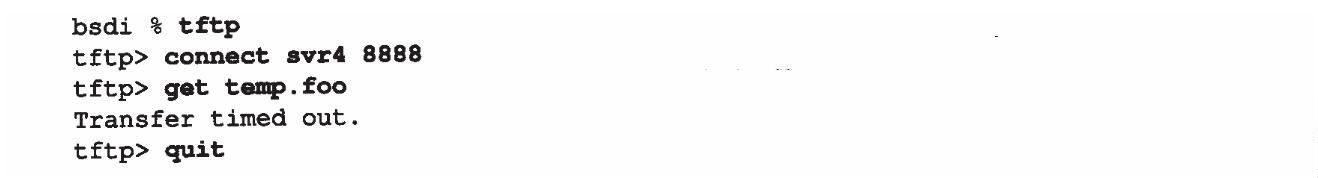 bsdi % tftp
tftp> connect svr4 8888
tftp> get temp.foo
Transfer timed out.
tftp> quit